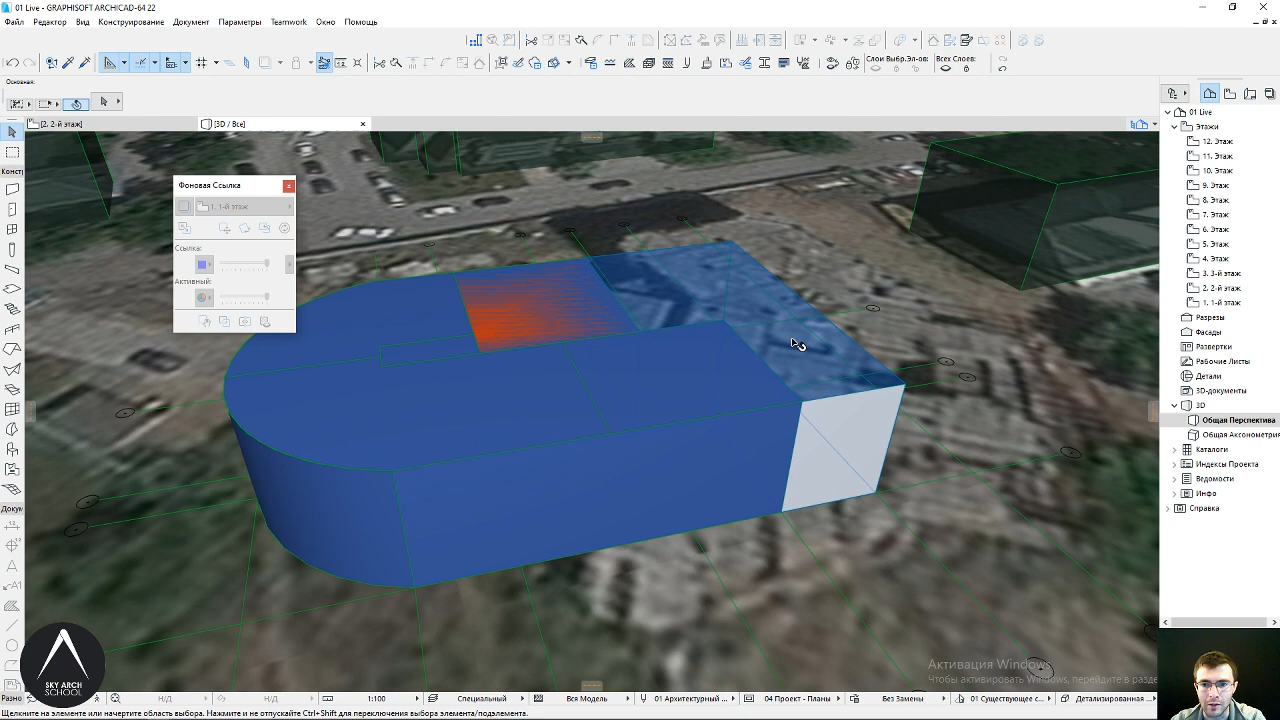 01 Live - GRAPHISOFT ARCHICAD-64 22
Файл Редактор Вид Конструирование Документ Параметры Teamwork Окно Помощь
Слои Выбр.Эл-ов: Всех Слоев:
Основная:
[2. 2-й этаж] [3D / Все]
Констр
Фоновая Ссылка
1. 1-й этаж
Ссылка:
Активный:
01 Live
Этажи
12. Этаж
11. Этаж
10. Этаж
9. Этаж
8. Этаж
7. Этаж
6. Этаж
5. Этаж
4. Этаж
3. 3-й этаж
2. 2-й этаж
1. 1-й этаж
Разрезы
Фасады
Развертки
Рабочие Листы
Детали
3D-документы
3D
Общая Перспектива
Общая Аксонометрия
Каталоги
Индексы Проекта
Ведомости
Инфо
Справка
Докум
SKY ARCH
SCHOOL
Активация Windows
Чтобы активировать Windows, перейдите в разде
Разно Н/Д Н/Д 1:100 Специальный Вся Модель 01 Архитектурный ... 04 Проект - Планы Без Замены 01 Существующее с... Детализированная ...
Щелкните на элементе или начертите область выбора. Нажмите и не отпускайте Ctrl+Shift для переключения выбора элемента/подэлемента.